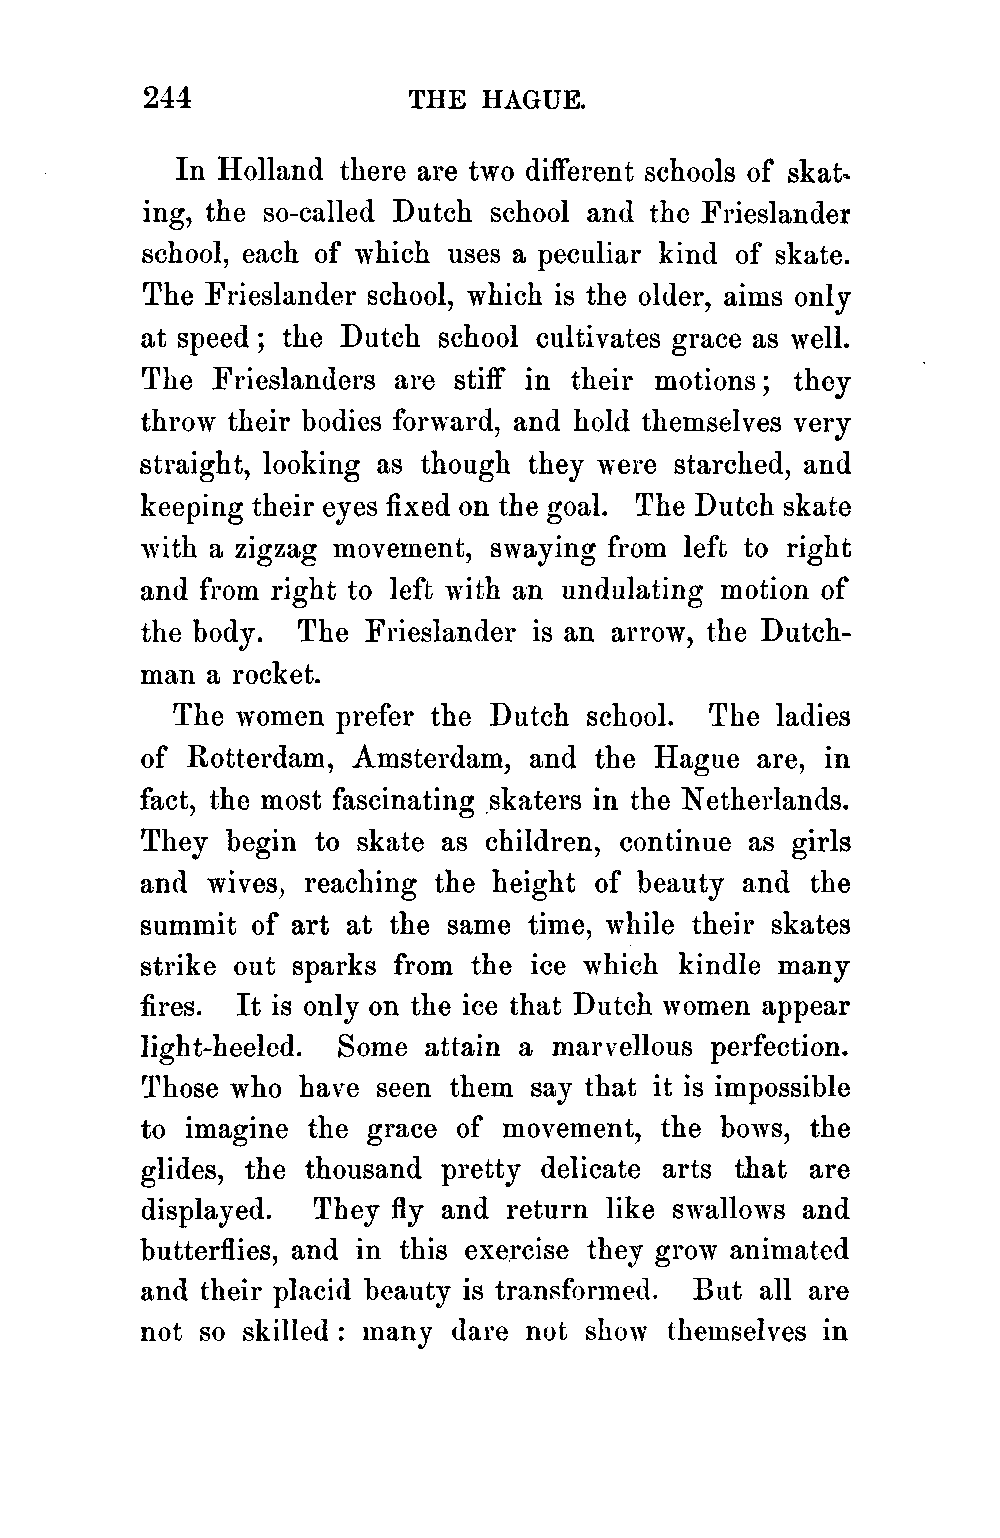 244 THE HAGUE.
In Holland there are two different schools of skat-
ing, the so-called Dutch school and the Frieslander
school, each of which uses a peculiar kind of skate.
The Frieslander school, which is the older, aims only
at speed ; the Dutch school cultivates grace as well.
The Frieslanders are stiff in their motions ; they
throw their bodies forward, and hold themselves very
straight, looking as though they were starched, and
keeping their eyes fixed on the goal. The Dutch skate
with a zigzag movement, swaying from left to right
and from right to left with an undulating motion of
the body. The Frieslander is an arrow, the Dutch-
man a rocket.
The women prefer the Dutch school. The ladies
of Rotterdam, Amsterdam, and the Hague are, in
fact, the most fascinating skaters in the Netherlands.
They begin to skate as children, continue as girls
and wives, reaching the height of beauty and the
summit of art at the same time, while their skates
strike out sparks from the ice which kindle many
fires. It is only on the ice that Dutch women appear
light-heeled. Some attain a marvellous perfection.
Those who have seen them say that it is impossible
to imagine the grace of movement, the bows, the
glides, the thousand pretty delicate arts that are
displayed. They fly and return like swallows and
butterflies, and in this exercise they grow animated
and their placid beauty is transformed. But all are
not so skilled : many dare not show themselves in